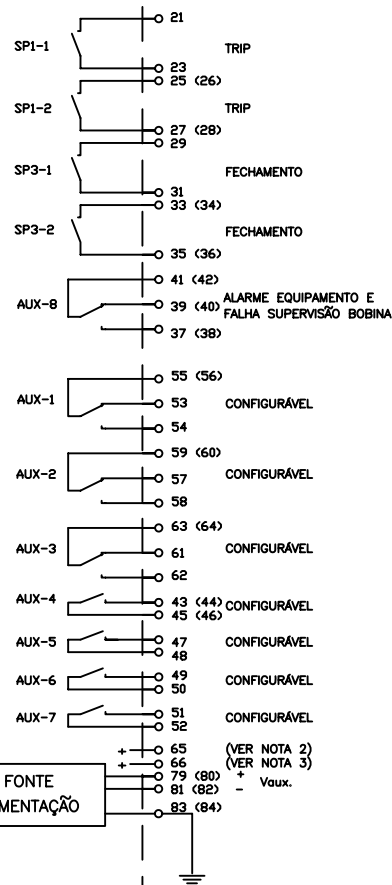 21
SP1-1
TRIP
23
25 (26)
SP1-2
TRIP
27 (28)
29
SP3-1
FECHAMENTO
31
33 (34)
SP3-2
FECHAMENTO
35 (36)
41 (42)
AUX-8
39 (40)
ALARME EQUIPAMENTO E
FALHA SUPERVISÃO BOBINA
37 (38)
55 (56)
AUX-1
53
CONFIGURÁVEL
54
59 (60)
AUX-2
57
CONFIGURÁVEL
58
63 (64)
AUX-3
61
CONFIGURÁVEL
62
AUX-4
43 (44)
CONFIGURÁVEL
45 (46)
AUX-5
47
CONFIGURÁVEL
48
AUX-6
49
CONFIGURÁVEL
50
AUX-7
51
CONFIGURÁVEL
52
+ 65 (VER NOTA 2)
+ 66 (VER NOTA 3)
79 (80) +
Vaux.
81 (82) -
FONTE
MENTAÇÃO
83 (84)